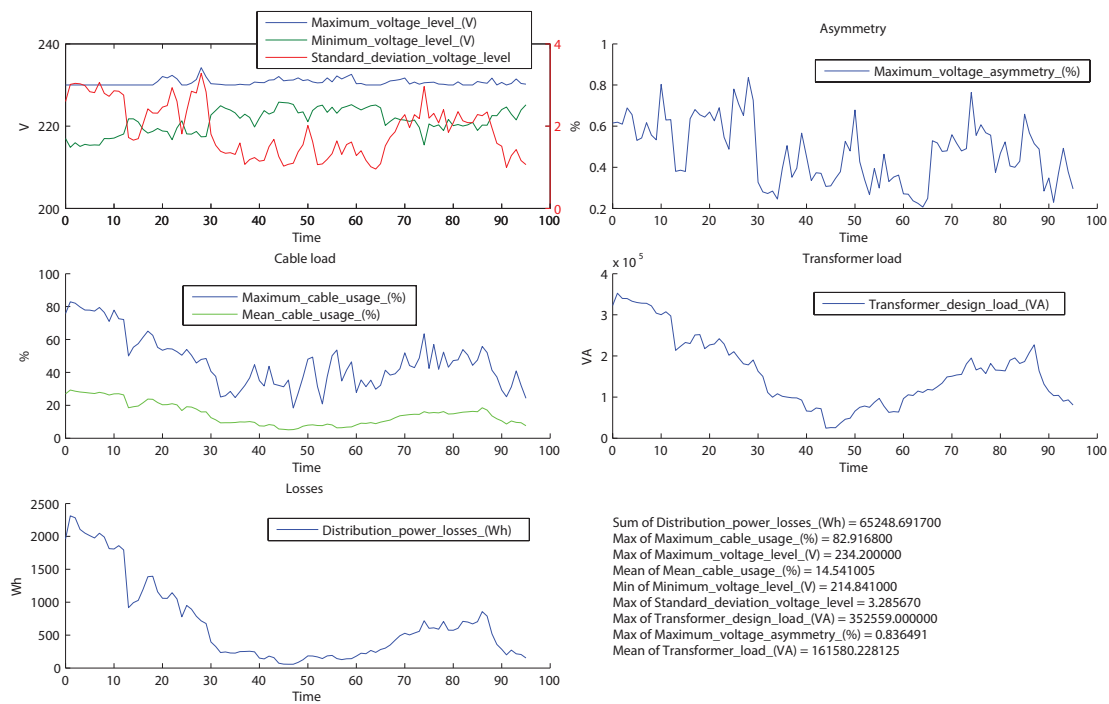 Maximum_voltage_level_(V)
Minimum_voltage_level_(V)
Standard_deviation_voltage_level
240
220
200
V
4
2
0
0 10 20 30 40 50 60 70 80 90 100
Time
Asymmetry
Maximum_voltage_asymmetry_(%)
1
0.8
0.6
0.4
0.2
%
0 10 20 30 40 50 60 70 80 90 100
Time
Cable load
Maximum_cable_usage_(%)
Mean_cable_usage_(%)
100
80
60
40
20
0
%
0 10 20 30 40 50 60 70 80 90 100
Time
Transformer load
x 10 5
Transformer_design_load_(VA)
4
3
2
1
0
VA
0 10 20 30 40 50 60 70 80 90 100
Time
Losses
Distribution_power_losses_(Wh)
2500
2000
1500
1000
500
0
Wh
0 10 20 30 40 50 60 70 80 90 100
Time
Sum of Distribution_power_losses_(Wh) = 65248.691700
Max of Maximum_cable_usage_(%) = 82.916800
Max of Maximum_voltage_level_(V) = 234.200000
Mean of Mean_cable_usage_(%) = 14.541005
Min of Minimum_voltage_level_(V) = 214.841000
Max of Standard_deviation_voltage_level = 3.285670
Max of Transformer_design_load_(VA) = 352559.000000
Max of Maximum_voltage_asymmetry_(%) = 0.836491
Mean of Transformer_load_(VA) = 161580.228125